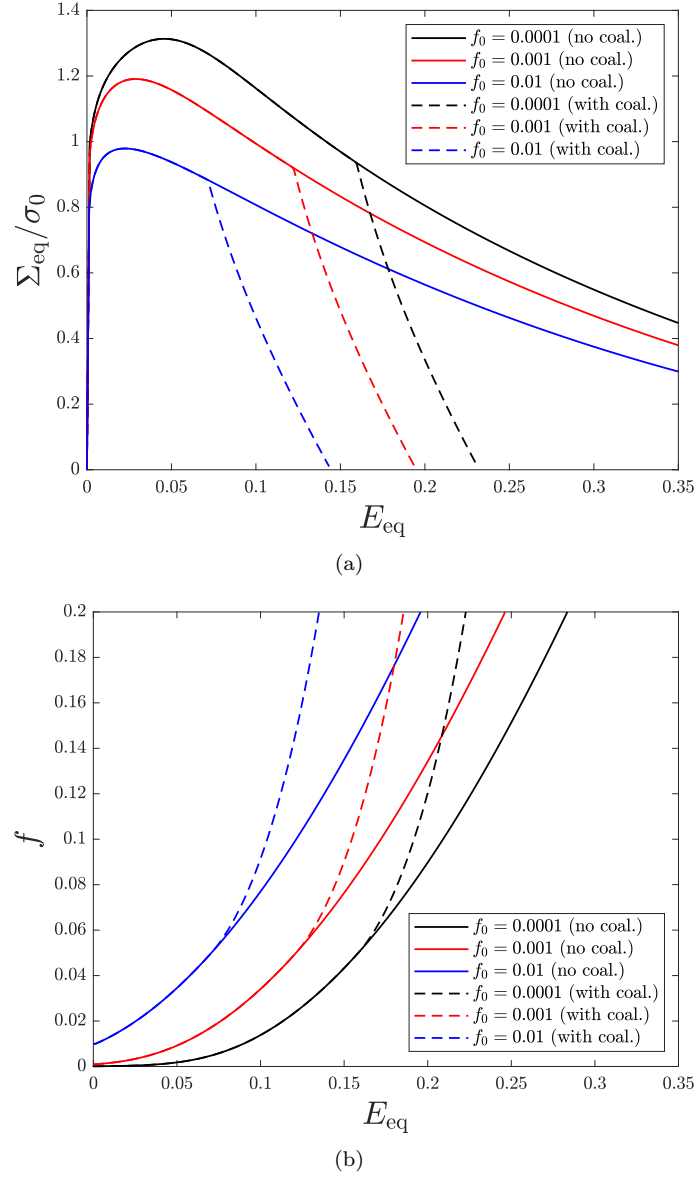 1.4
1.2
1
0.8
0.6
0.4
0.2
0
Σeq/σ0
f0 = 0.0001 (no coal.)
f0 = 0.001 (no coal.)
f0 = 0.01 (no coal.)
f0 = 0.0001 (with coal.)
f0 = 0.001 (with coal.)
f0 = 0.01 (with coal.)
0 0.05 0.1 0.15 0.2 0.25 0.3 0.35
Eeq
(a)
0.2
0.18
0.16
0.14
0.12
0.1
0.08
0.06
0.04
0.02
0
f
f0 = 0.0001 (no coal.)
f0 = 0.001 (no coal.)
f0 = 0.01 (no coal.)
f0 = 0.0001 (with coal.)
f0 = 0.001 (with coal.)
f0 = 0.01 (with coal.)
0 0.05 0.1 0.15 0.2 0.25 0.3 0.35
Eeq
(b)